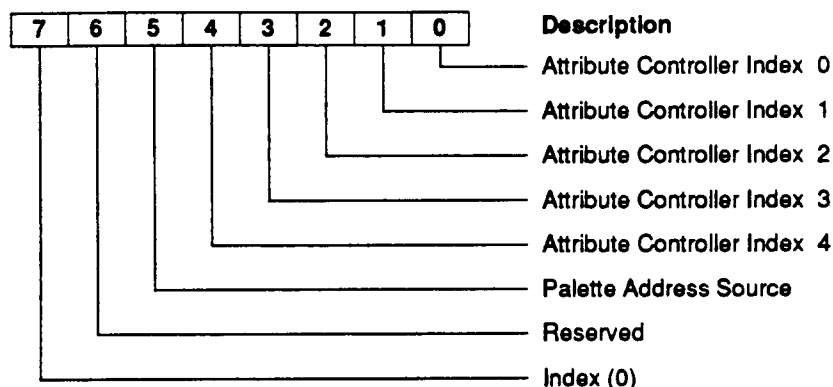 7 6 5 4 3 2 1 0 Description
Attribute Controller Index 0
Attribute Controller Index 1
Attribute Controller Index 2
Attribute Controller Index 3
Attribute Controller Index 4
Palette Address Source
Reserved
Index (0)